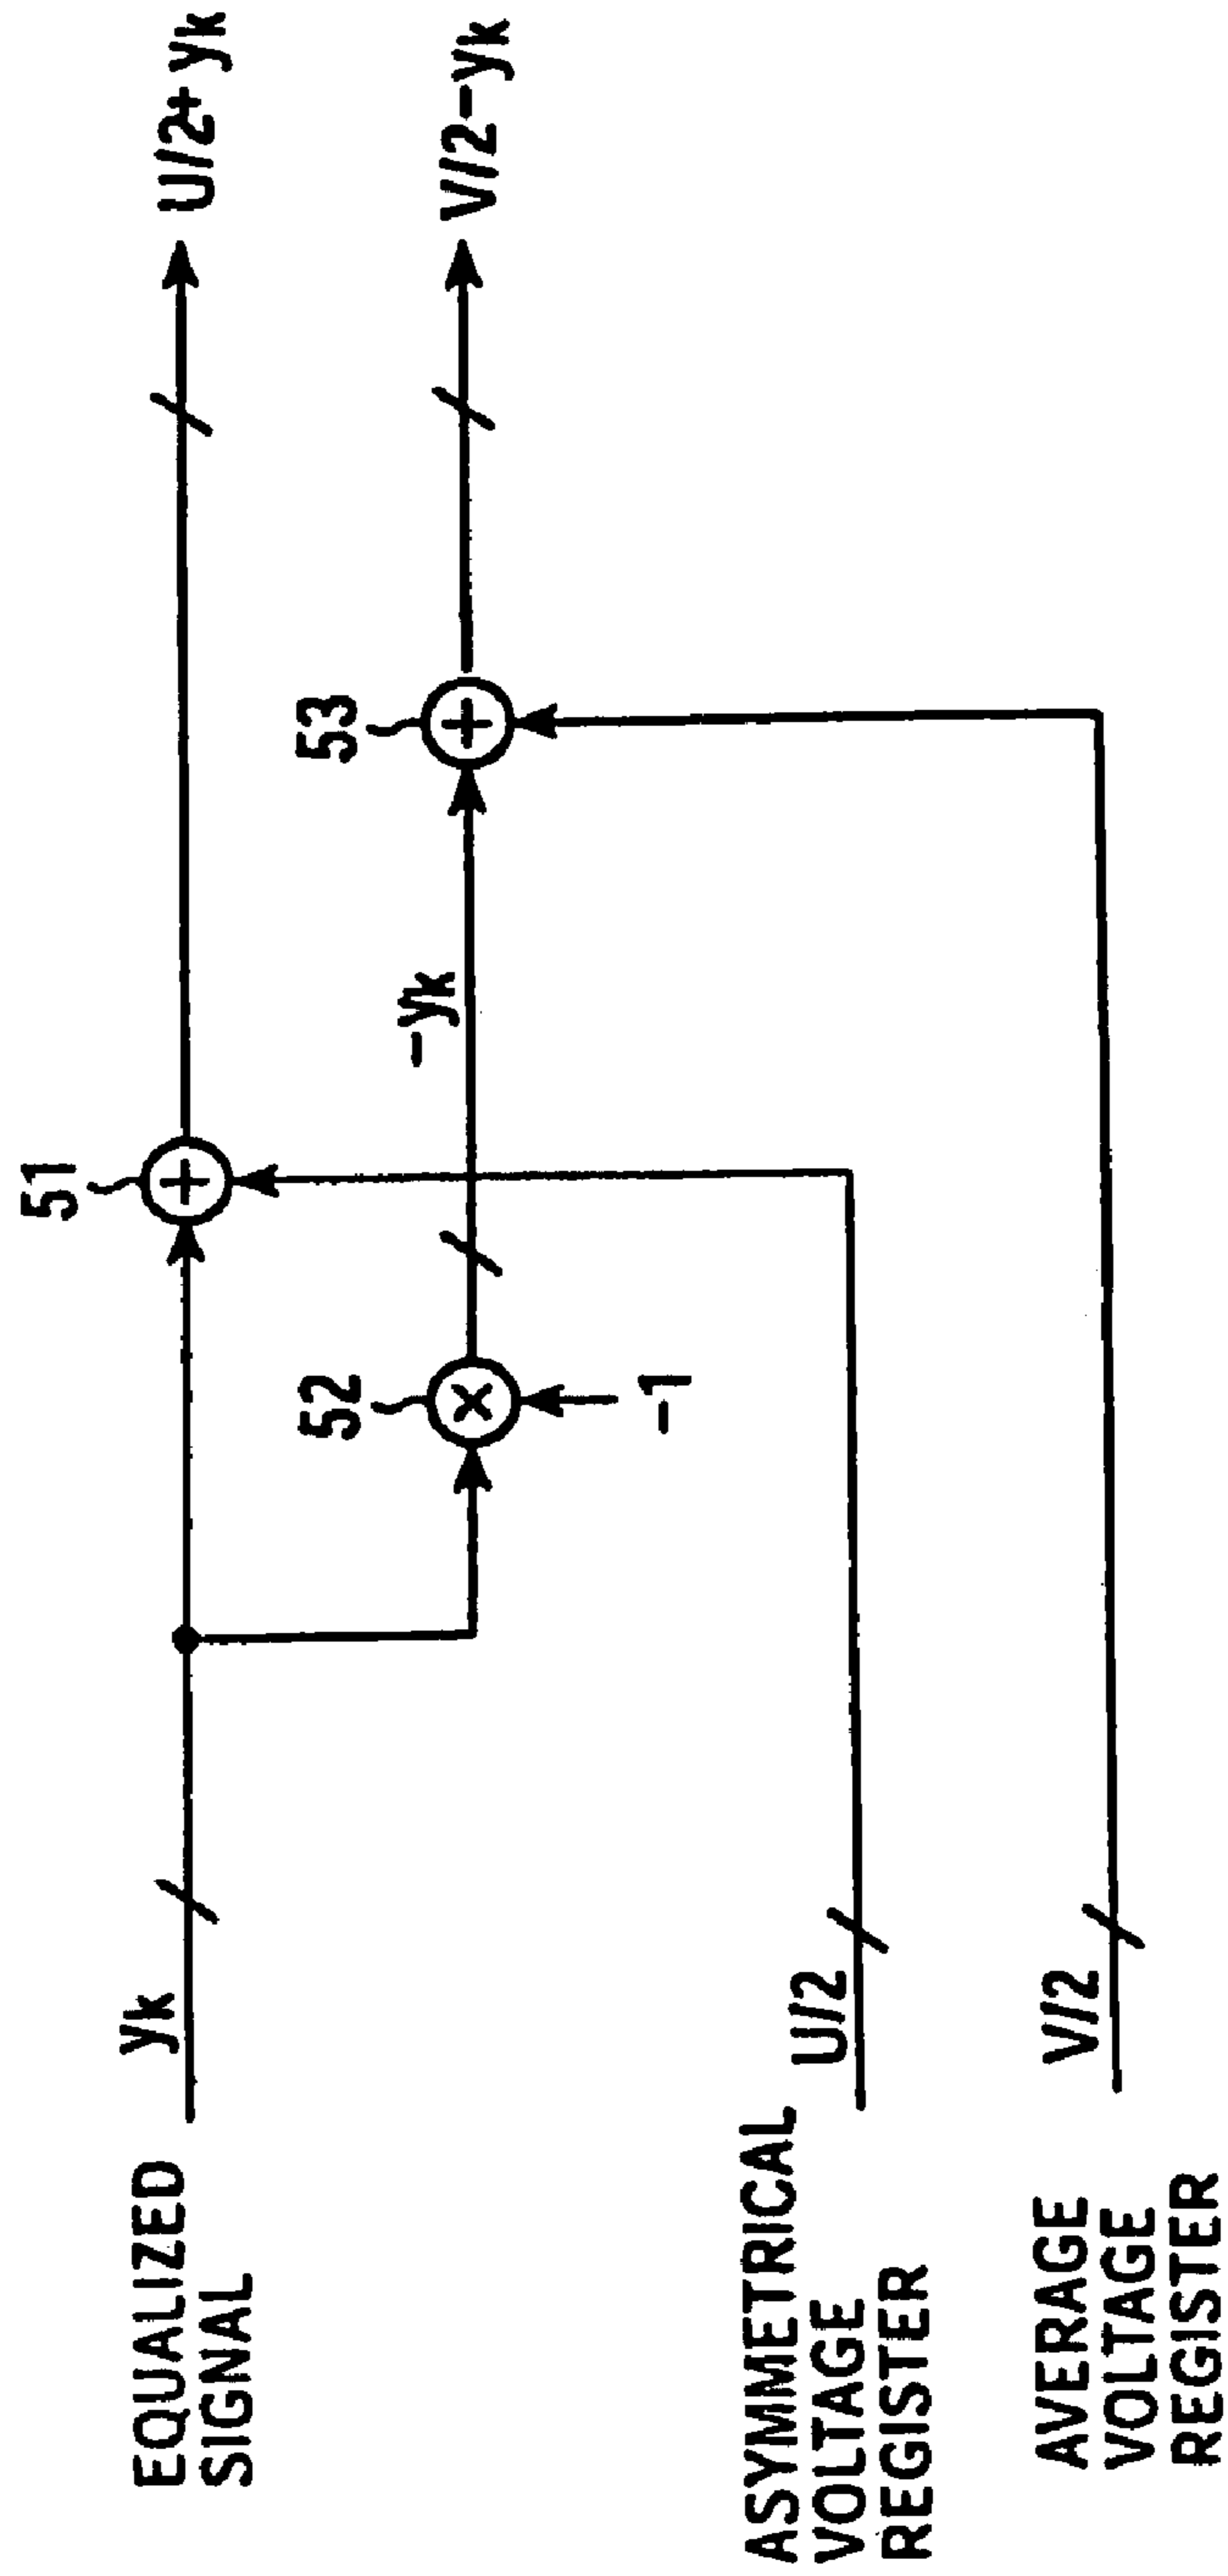 EQUALIZED
SIGNAL
yk
51
U/2+yk
52
-1
-yk
53
V/2-yk
ASYMMETRICAL
VOLTAGE
REGISTER
U/2
AVERAGE
VOLTAGE
REGISTER
V/2